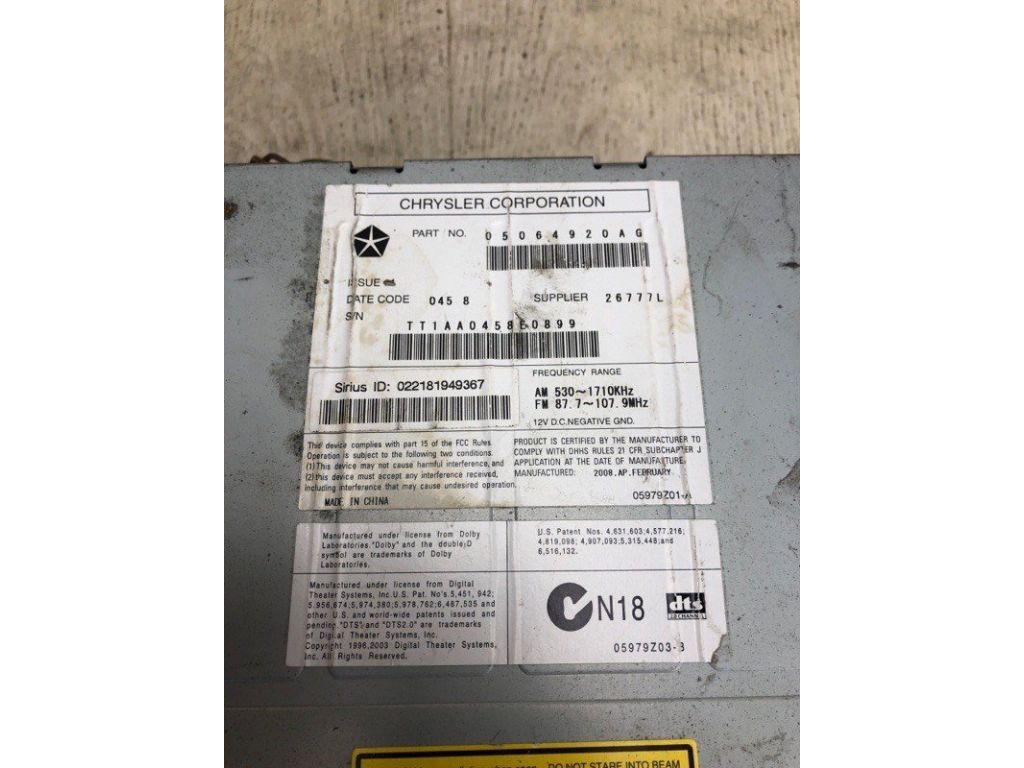 CHRYSLER CORPORATION
PART NO. 05064920AG
ISSUE
DATE CODE 045 8 SUPPLIER 26777L
S/N
TT1AA0458E0899
Sirius ID: 022181949367
FREQUENCY RANGE
AM 530~1710KHz
FM 87.7~107.9MHz
12V D.C.NEGATIVE GND.
This device complies with part 15 of the FCC Rules
Operation is subject to the following two conditions.
(1) This device may not cause harmful interference, and
(2) this device must accept any interference received,
including interference that may cause undesired operation.
MADE IN CHINA
PRODUCT IS CERTIFIED BY THE MANUFACTURER TO
COMPLY WITH DHHS RULES 21 CFR SUBCHAPTER J
APPLICATION AT THE DATE OF MANUFACTURE.
MANUFACTURED: 2008. AP. FEBRUARY
05979Z01-A
Manufactured under license from Dolby
Laboratories."Dolby" and the double D
symbol are trademarks of Dolby
Laboratories.
Manufactured under license from Digital
Theater Systems, Inc.U.S. Pat. No's.5,451, 942;
5,956,674;5,974,380;5,978,762;6,487,535 and
other U.S. and world-wide patents issued and
pending."DTS" and "DTS2.0" are trademarks
of Digital Theater Systems, Inc.
Copyright 1996,2003 Digital Theater Systems,
Inc. All Rights Reserved.
U.S. Patent Nos. 4,631,603;4,577,216;
4,819,098; 4,907,093;5,315,448;and
6,516,132.
N18
dts
2.0 CHANNEL
05979Z03-B
DO NOT STARE INTO BEAM